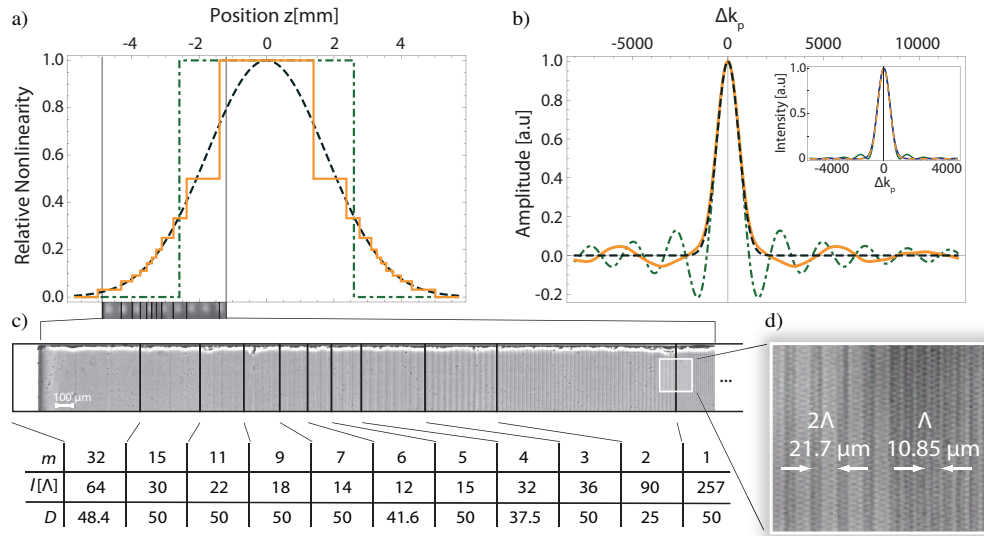 a)
Position z[mm]
-4 -2 0 2 4
Relative Nonlinearity
1.0
0.8
0.6
0.4
0.2
0.0
b)
Δkp
-5000 0 5000 10000
Amplitude [a.u]
1.0
0.8
0.6
0.4
0.2
0.0
-0.2
Intensity [a.u]
1.0
0.5
0
-4000 0 4000
Δkp
c)
100 μm
...
m 32 15 11 9 7 6 5 4 3 2 1
l[Λ] 64 30 22 18 14 12 15 32 36 90 257
D 48.4 50 50 50 50 41.6 50 37.5 50 25 50
d)
2Λ Λ
21.7 μm 10.85 μm